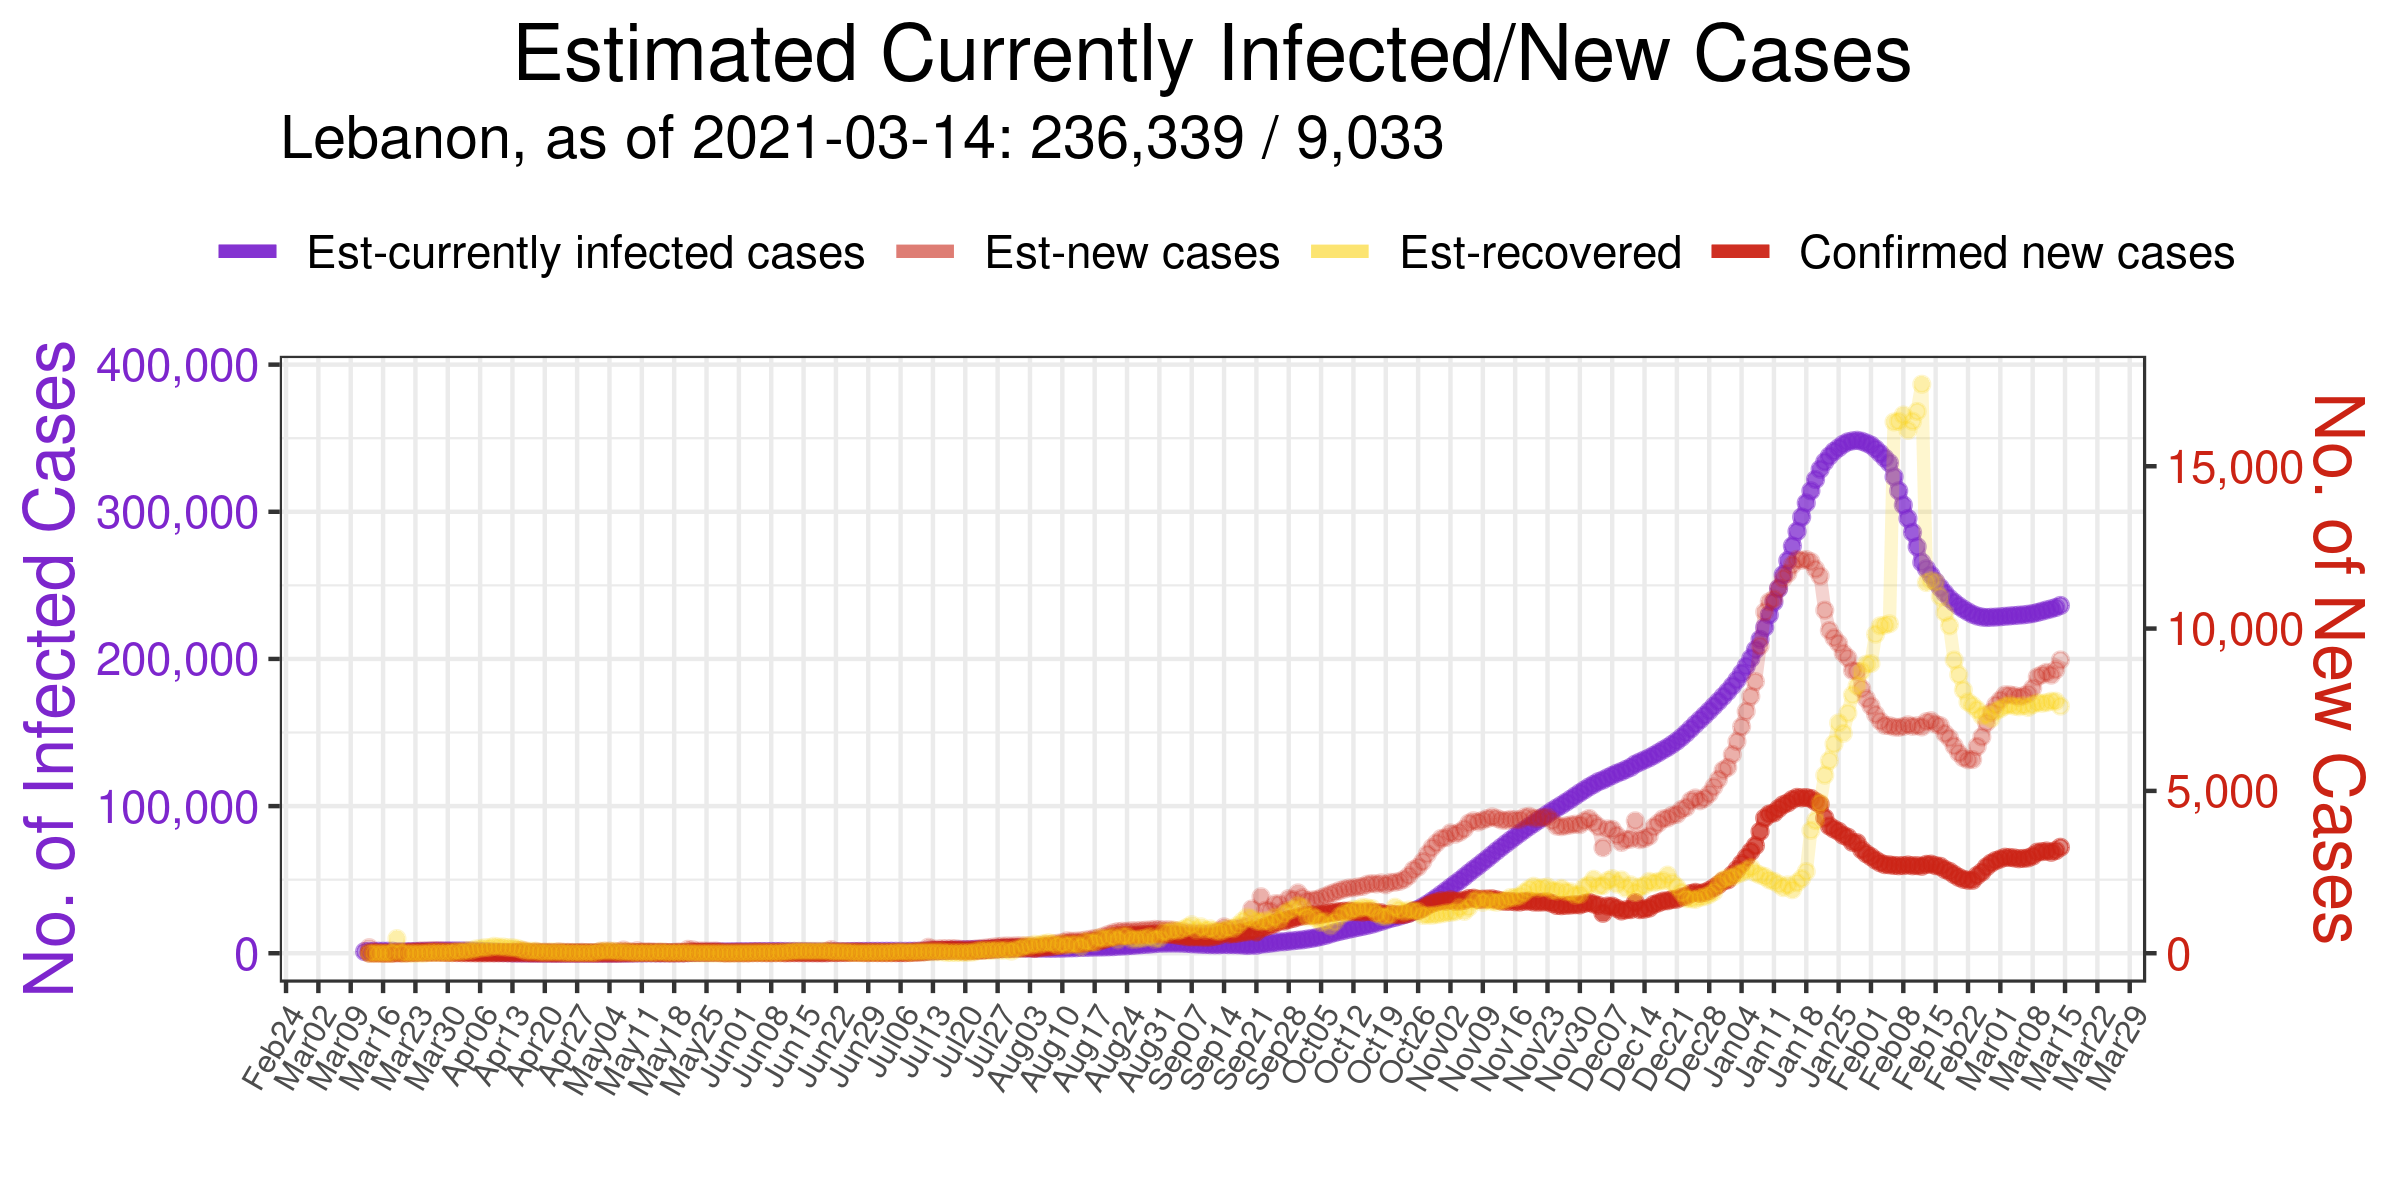 Estimated Currently Infected/New Cases
Lebanon, as of 2021-03-14: 236,339 / 9,033
Est-currently infected cases Est-new cases Est-recovered Confirmed new cases
No. of Infected Cases
400,000
300,000
200,000
100,000
0
15,000
10,000
5,000
0
No. of New Cases
Feb24 Mar02 Mar09 Mar16 Mar23 Mar30 Apr06 Apr13 Apr20 Apr27 May04 May11 May18 May25 Jun01 Jun08 Jun15 Jun22 Jun29 Jul06 Jul13 Jul20 Jul27 Aug03 Aug10 Aug17 Aug24 Aug31 Sep07 Sep14 Sep21 Sep28 Oct05 Oct12 Oct19 Oct26 Nov02 Nov09 Nov16 Nov23 Nov30 Dec07 Dec14 Dec21 Dec28 Jan04 Jan11 Jan18 Jan25 Feb01 Feb08 Feb15 Feb22 Mar01 Mar08 Mar15 Mar22 Mar29